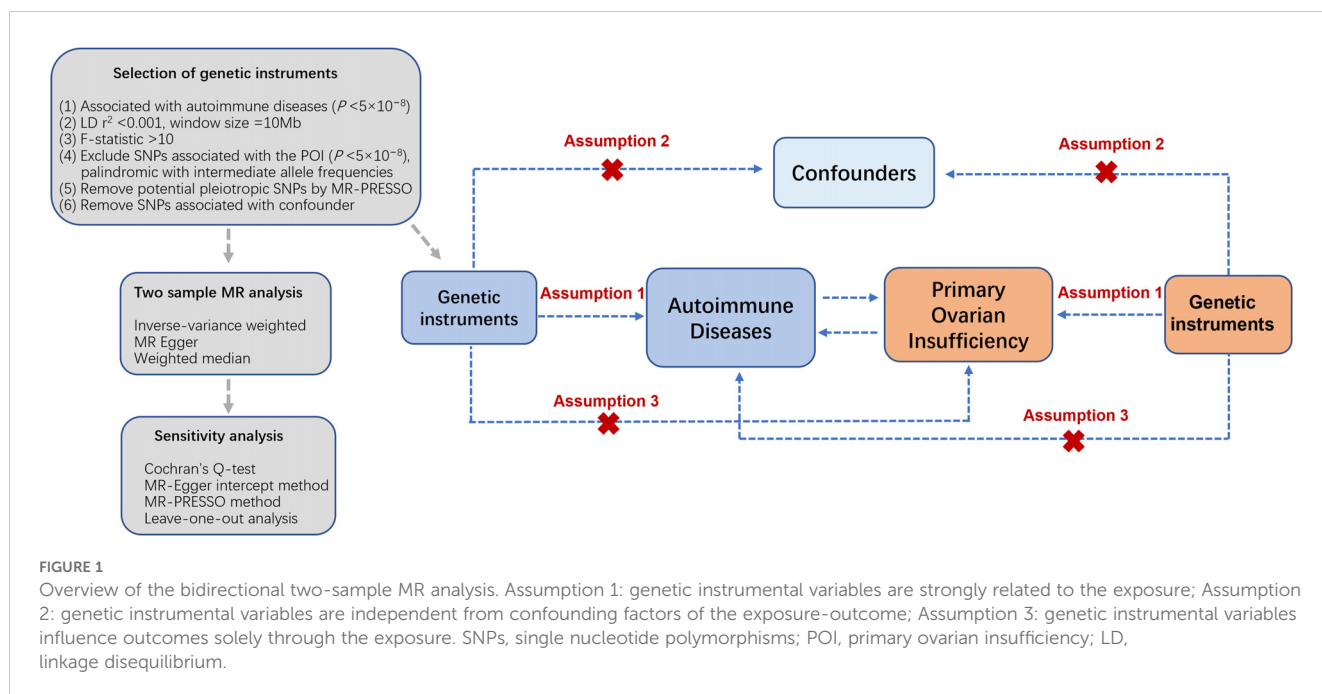 Selection of genetic instruments
(1) Associated with autoimmune diseases (P <5×10⁻⁸)
(2) LD r² <0.001, window size =10Mb
(3) F-statistic >10
(4) Exclude SNPs associated with the POI (P <5×10⁻⁸),
palindromic with intermediate allele frequencies
(5) Remove potential pleiotropic SNPs by MR-PRESSO
(6) Remove SNPs associated with confounder
Two sample MR analysis
Inverse-variance weighted
MR Egger
Weighted median
Sensitivity analysis
Cochran's Q-test
MR-Egger intercept method
MR-PRESSO method
Leave-one-out analysis
Assumption 2
Confounders
Assumption 2
Genetic
instruments
Assumption 1
Autoimmune
Diseases
Primary
Ovarian
Insufficiency
Assumption 1
Genetic
instruments
Assumption 3
Assumption 3
FIGURE 1
Overview of the bidirectional two-sample MR analysis. Assumption 1: genetic instrumental variables are strongly related to the exposure; Assumption
2: genetic instrumental variables are independent from confounding factors of the exposure-outcome; Assumption 3: genetic instrumental variables
influence outcomes solely through the exposure. SNPs, single nucleotide polymorphisms; POI, primary ovarian insufficiency; LD,
linkage disequilibrium.